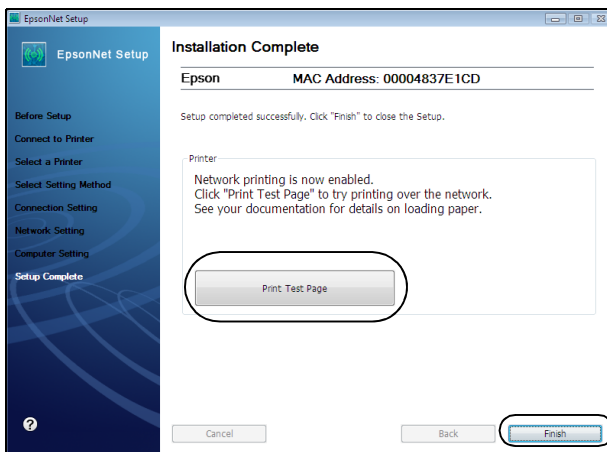 EpsonNet Setup
EpsonNet Setup
Before Setup
Connect to Printer
Select a Printer
Select Setting Method
Connection Setting
Network Setting
Computer Setting
Setup Complete
?
Installation Complete
Epson MAC Address: 00004837E1CD
Setup completed successfully. Click "Finish" to close the Setup.
Printer
Network printing is now enabled.
Click "Print Test Page" to try printing over the network.
See your documentation for details on loading paper.
Print Test Page
Cancel Back Finish